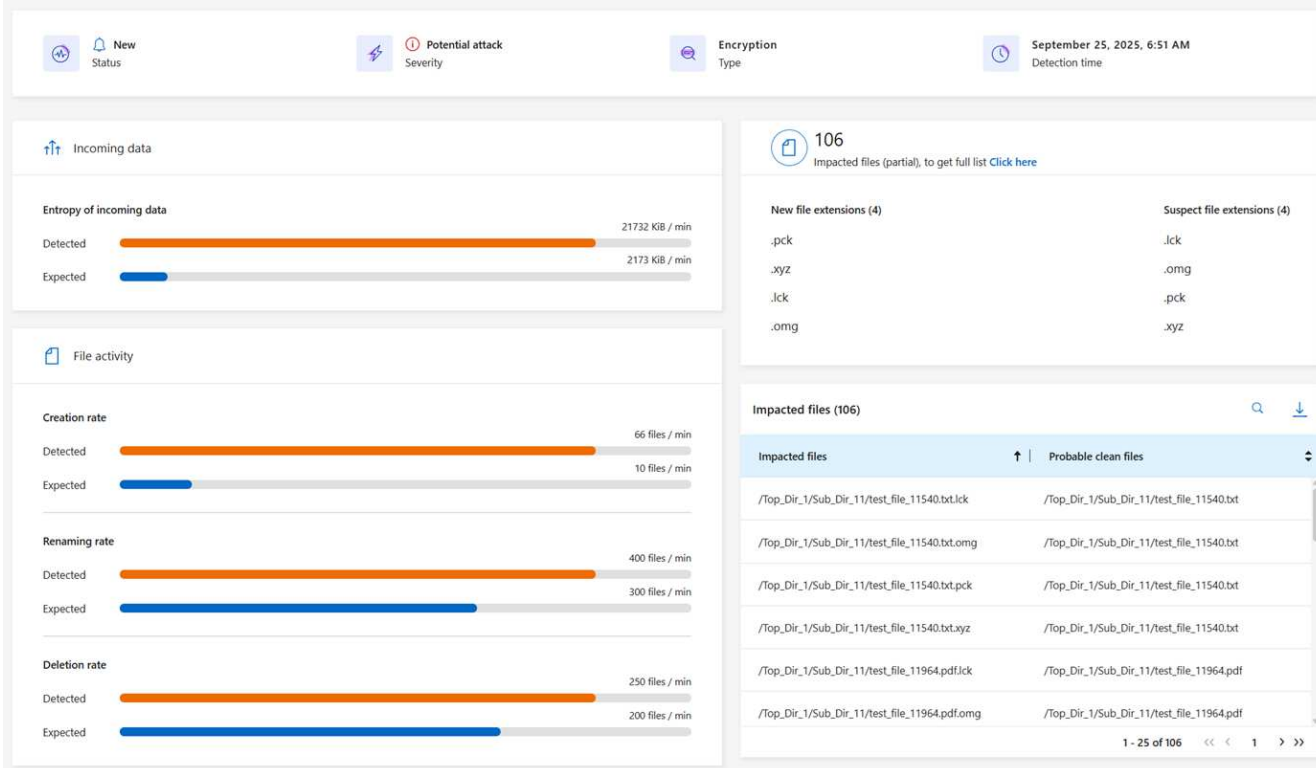 New
Status
Potential attack
Severity
Encryption
Type
September 25, 2025, 6:51 AM
Detection time
Incoming data
Entropy of incoming data
21732 KiB / min
Detected
2173 KiB / min
Expected
File activity
Creation rate
66 files / min
Detected
10 files / min
Expected
Renaming rate
400 files / min
Detected
300 files / min
Expected
Deletion rate
250 files / min
Detected
200 files / min
Expected
106
Impacted files (partial), to get full list Click here
New file extensions (4) Suspect file extensions (4)
.pck .lck
.xyz .omg
.lck .pck
.omg .xyz
Impacted files (106)
Impacted files Probable clean files
/Top_Dir_1/Sub_Dir_11/test_file_11540.txt.lck /Top_Dir_1/Sub_Dir_11/test_file_11540.txt
/Top_Dir_1/Sub_Dir_11/test_file_11540.txt.omg /Top_Dir_1/Sub_Dir_11/test_file_11540.txt
/Top_Dir_1/Sub_Dir_11/test_file_11540.txt.pck /Top_Dir_1/Sub_Dir_11/test_file_11540.txt
/Top_Dir_1/Sub_Dir_11/test_file_11540.txt.xyz /Top_Dir_1/Sub_Dir_11/test_file_11540.txt
/Top_Dir_1/Sub_Dir_11/test_file_11964.pdf.lck /Top_Dir_1/Sub_Dir_11/test_file_11964.pdf
/Top_Dir_1/Sub_Dir_11/test_file_11964.pdf.omg /Top_Dir_1/Sub_Dir_11/test_file_11964.pdf
1 - 25 of 106 << < 1 > >>